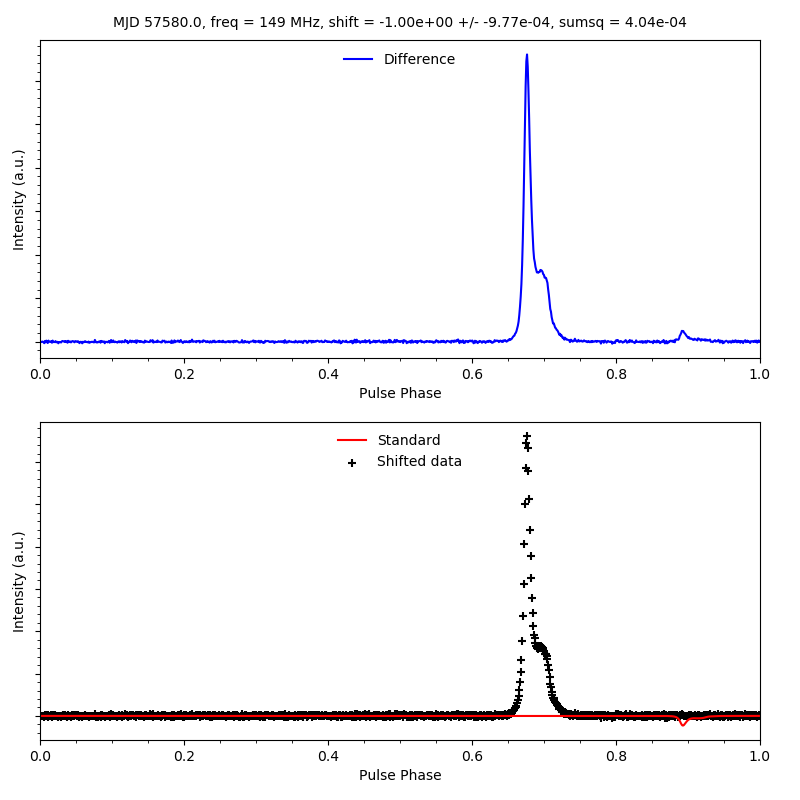 MJD 57580.0, freq = 149 MHz, shift = -1.00e+00 +/- -9.77e-04, sumsq = 4.04e-04
Difference
Intensity (a.u.)
0.0 0.2 0.4 0.6 0.8 1.0
Pulse Phase
Standard
Shifted data
Intensity (a.u.)
0.0 0.2 0.4 0.6 0.8 1.0
Pulse Phase